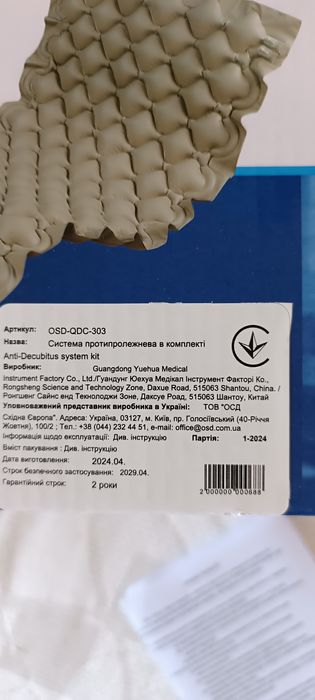 Артикул: OSD-QDC-303
Назва: Система протипролежнева в комплекті
Anti-Decubitus system kit
Виробник: Guangdong Yuehua Medical
Instrument Factory Co., Ltd./Гуандунг Юехуа Медікал Інструмент Факторі Ко.,
Rongsheng Science and Technology Zone, Daxue Road, 515063 Shantou, China. /
Ронгшенг Сайнс енд Текнолоджи Зоне, Даксуе Роад, 515063 Шантоу, Китай
Уповноважений представник виробника в Україні: ТОВ "ОСД
Східна Європа". Адреса: Україна, 03127, м. Київ, пр. Голосіївський (40-Річчя
Жовтня), 100/2 ; Тел.: +38 (044) 232 44 51, e-mail: office@osd.com.ua
Інформація щодо експлуатації: Див. інструкцію Партія: 1-2024
Вміст пакування : Див. інструкцію
Дата виготовлення: 2024.04.
Строк безпечного застосування: 2029.04.
Гарантійний строк: 2 роки
2 000000 000688